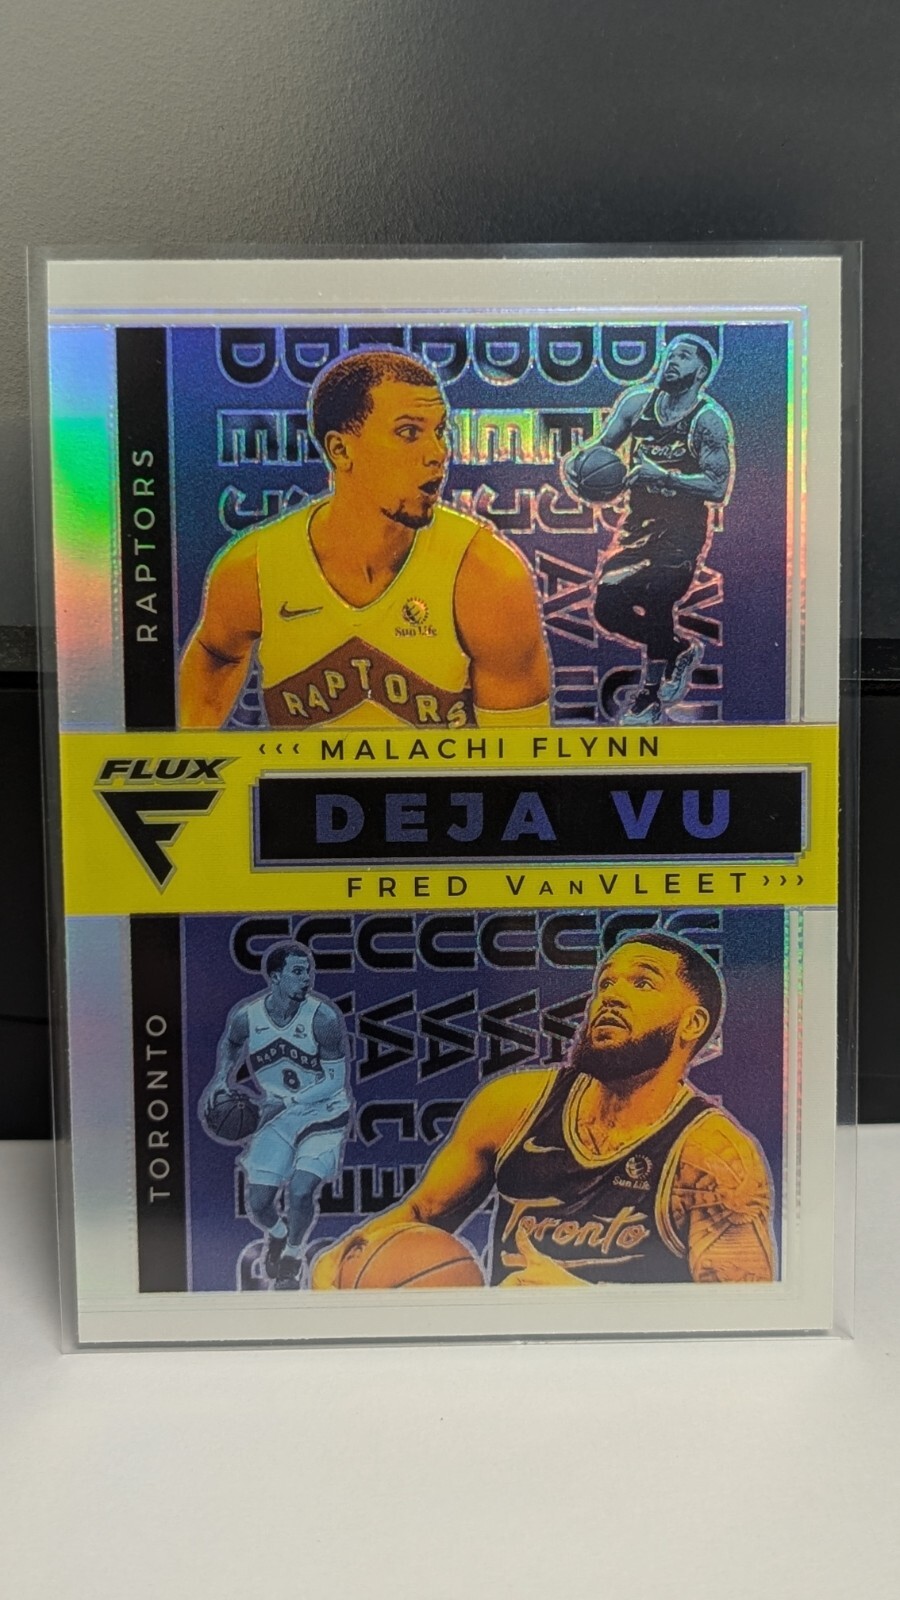 RAPTORS
Toronto
Sun Life
RAPTORS
FLUX
‹‹‹ MALACHI FLYNN
DEJA VU
FRED VANVLEET ›››
TORONTO
RAPTORS
8
Sun Life
Toronto